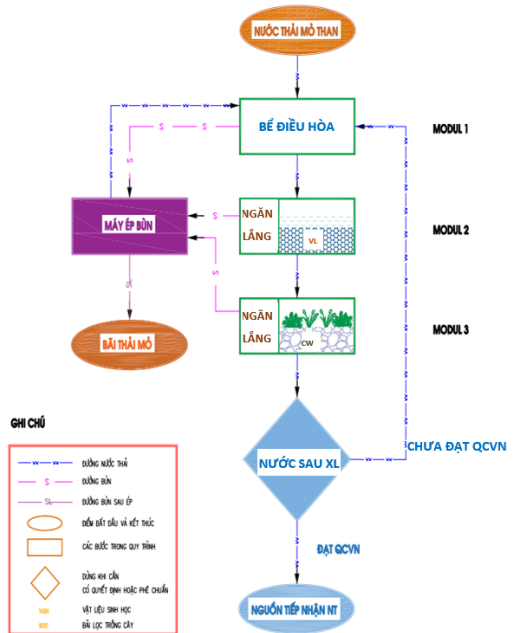 NƯỚC THẢI MỎ THAN
W W
BỂ ĐIỀU HÒA
MODUL 1
S S
S
MÁY ÉP BÙN
NGĂN
LẮNG
VL
MODUL 2
S
SL
S
BÃI THẢI MỎ
NGĂN
LẮNG
CW
MODUL 3
NƯỚC SAU XL
CHƯA ĐẠT QCVN
ĐẠT QCVN
NGUỒN TIẾP NHẬN NT
GHI CHÚ
W W ĐƯỜNG NƯỚC THẢI
S S ĐƯỜNG BÙN
SL ĐƯỜNG BÙN SAU ÉP
ĐIỂM BẮT ĐẦU VÀ KẾT THÚC
CÁC BƯỚC TRONG QUY TRÌNH
DÙNG KHI CẦN
CÓ QUYẾT ĐỊNH HOẶC PHÊ CHUẨN
VẬT LIỆU SINH HỌC
BÃI LỌC TRỒNG CÂY